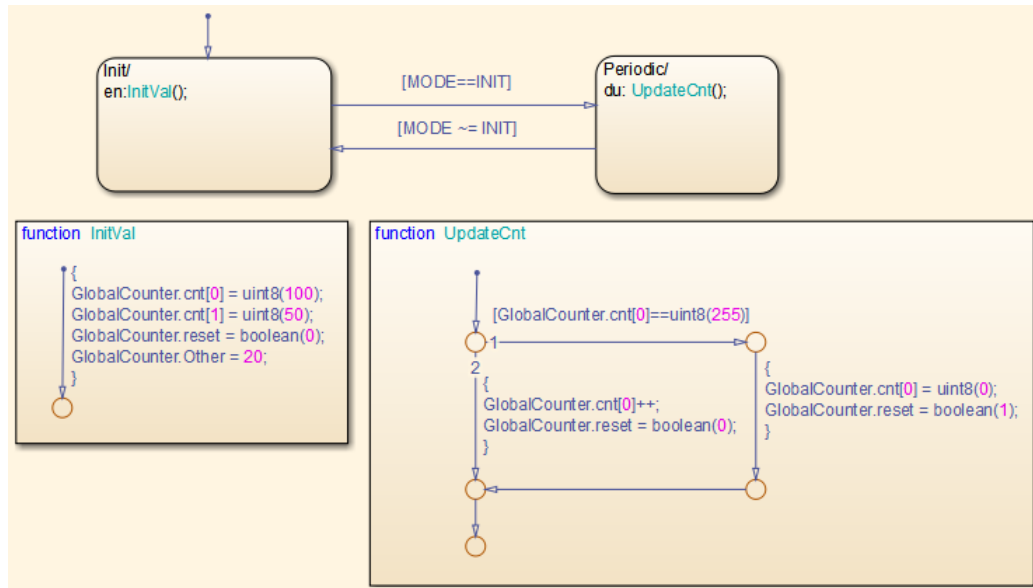 Init/
en:InitVal();
[MODE==INIT]
[MODE ~= INIT]
Periodic/
du: UpdateCnt();
function InitVal
{
GlobalCounter.cnt[0] = uint8(100);
GlobalCounter.cnt[1] = uint8(50);
GlobalCounter.reset = boolean(0);
GlobalCounter.Other = 20;
}
function UpdateCnt
[GlobalCounter.cnt[0]==uint8(255)]
1
2
{
GlobalCounter.cnt[0]++;
GlobalCounter.reset = boolean(0);
}
{
GlobalCounter.cnt[0] = uint8(0);
GlobalCounter.reset = boolean(1);
}